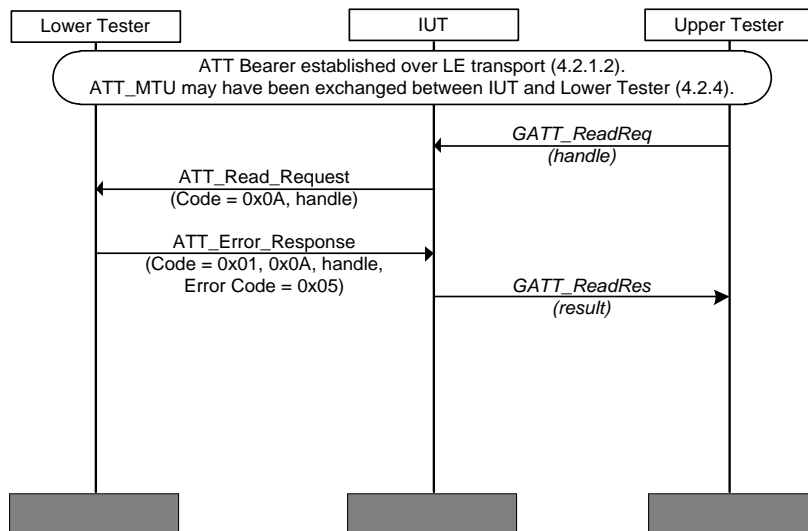 Lower Tester
IUT
Upper Tester
ATT Bearer established over LE transport (4.2.1.2).
ATT_MTU may have been exchanged between IUT and Lower Tester (4.2.4).
GATT_ReadReq
(handle)
ATT_Read_Request
(Code = 0x0A, handle)
ATT_Error_Response
(Code = 0x01, 0x0A, handle,
Error Code = 0x05)
GATT_ReadRes
(result)